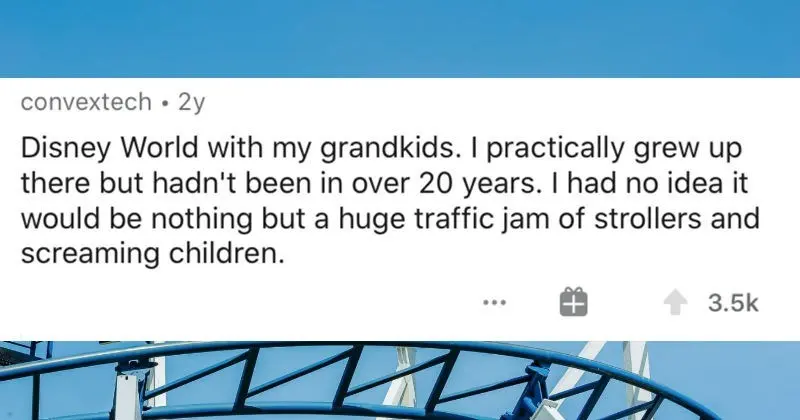 convextech • 2y
Disney World with my grandkids. I practically grew up
there but hadn't been in over 20 years. I had no idea it
would be nothing but a huge traffic jam of strollers and
screaming children.
3.5k